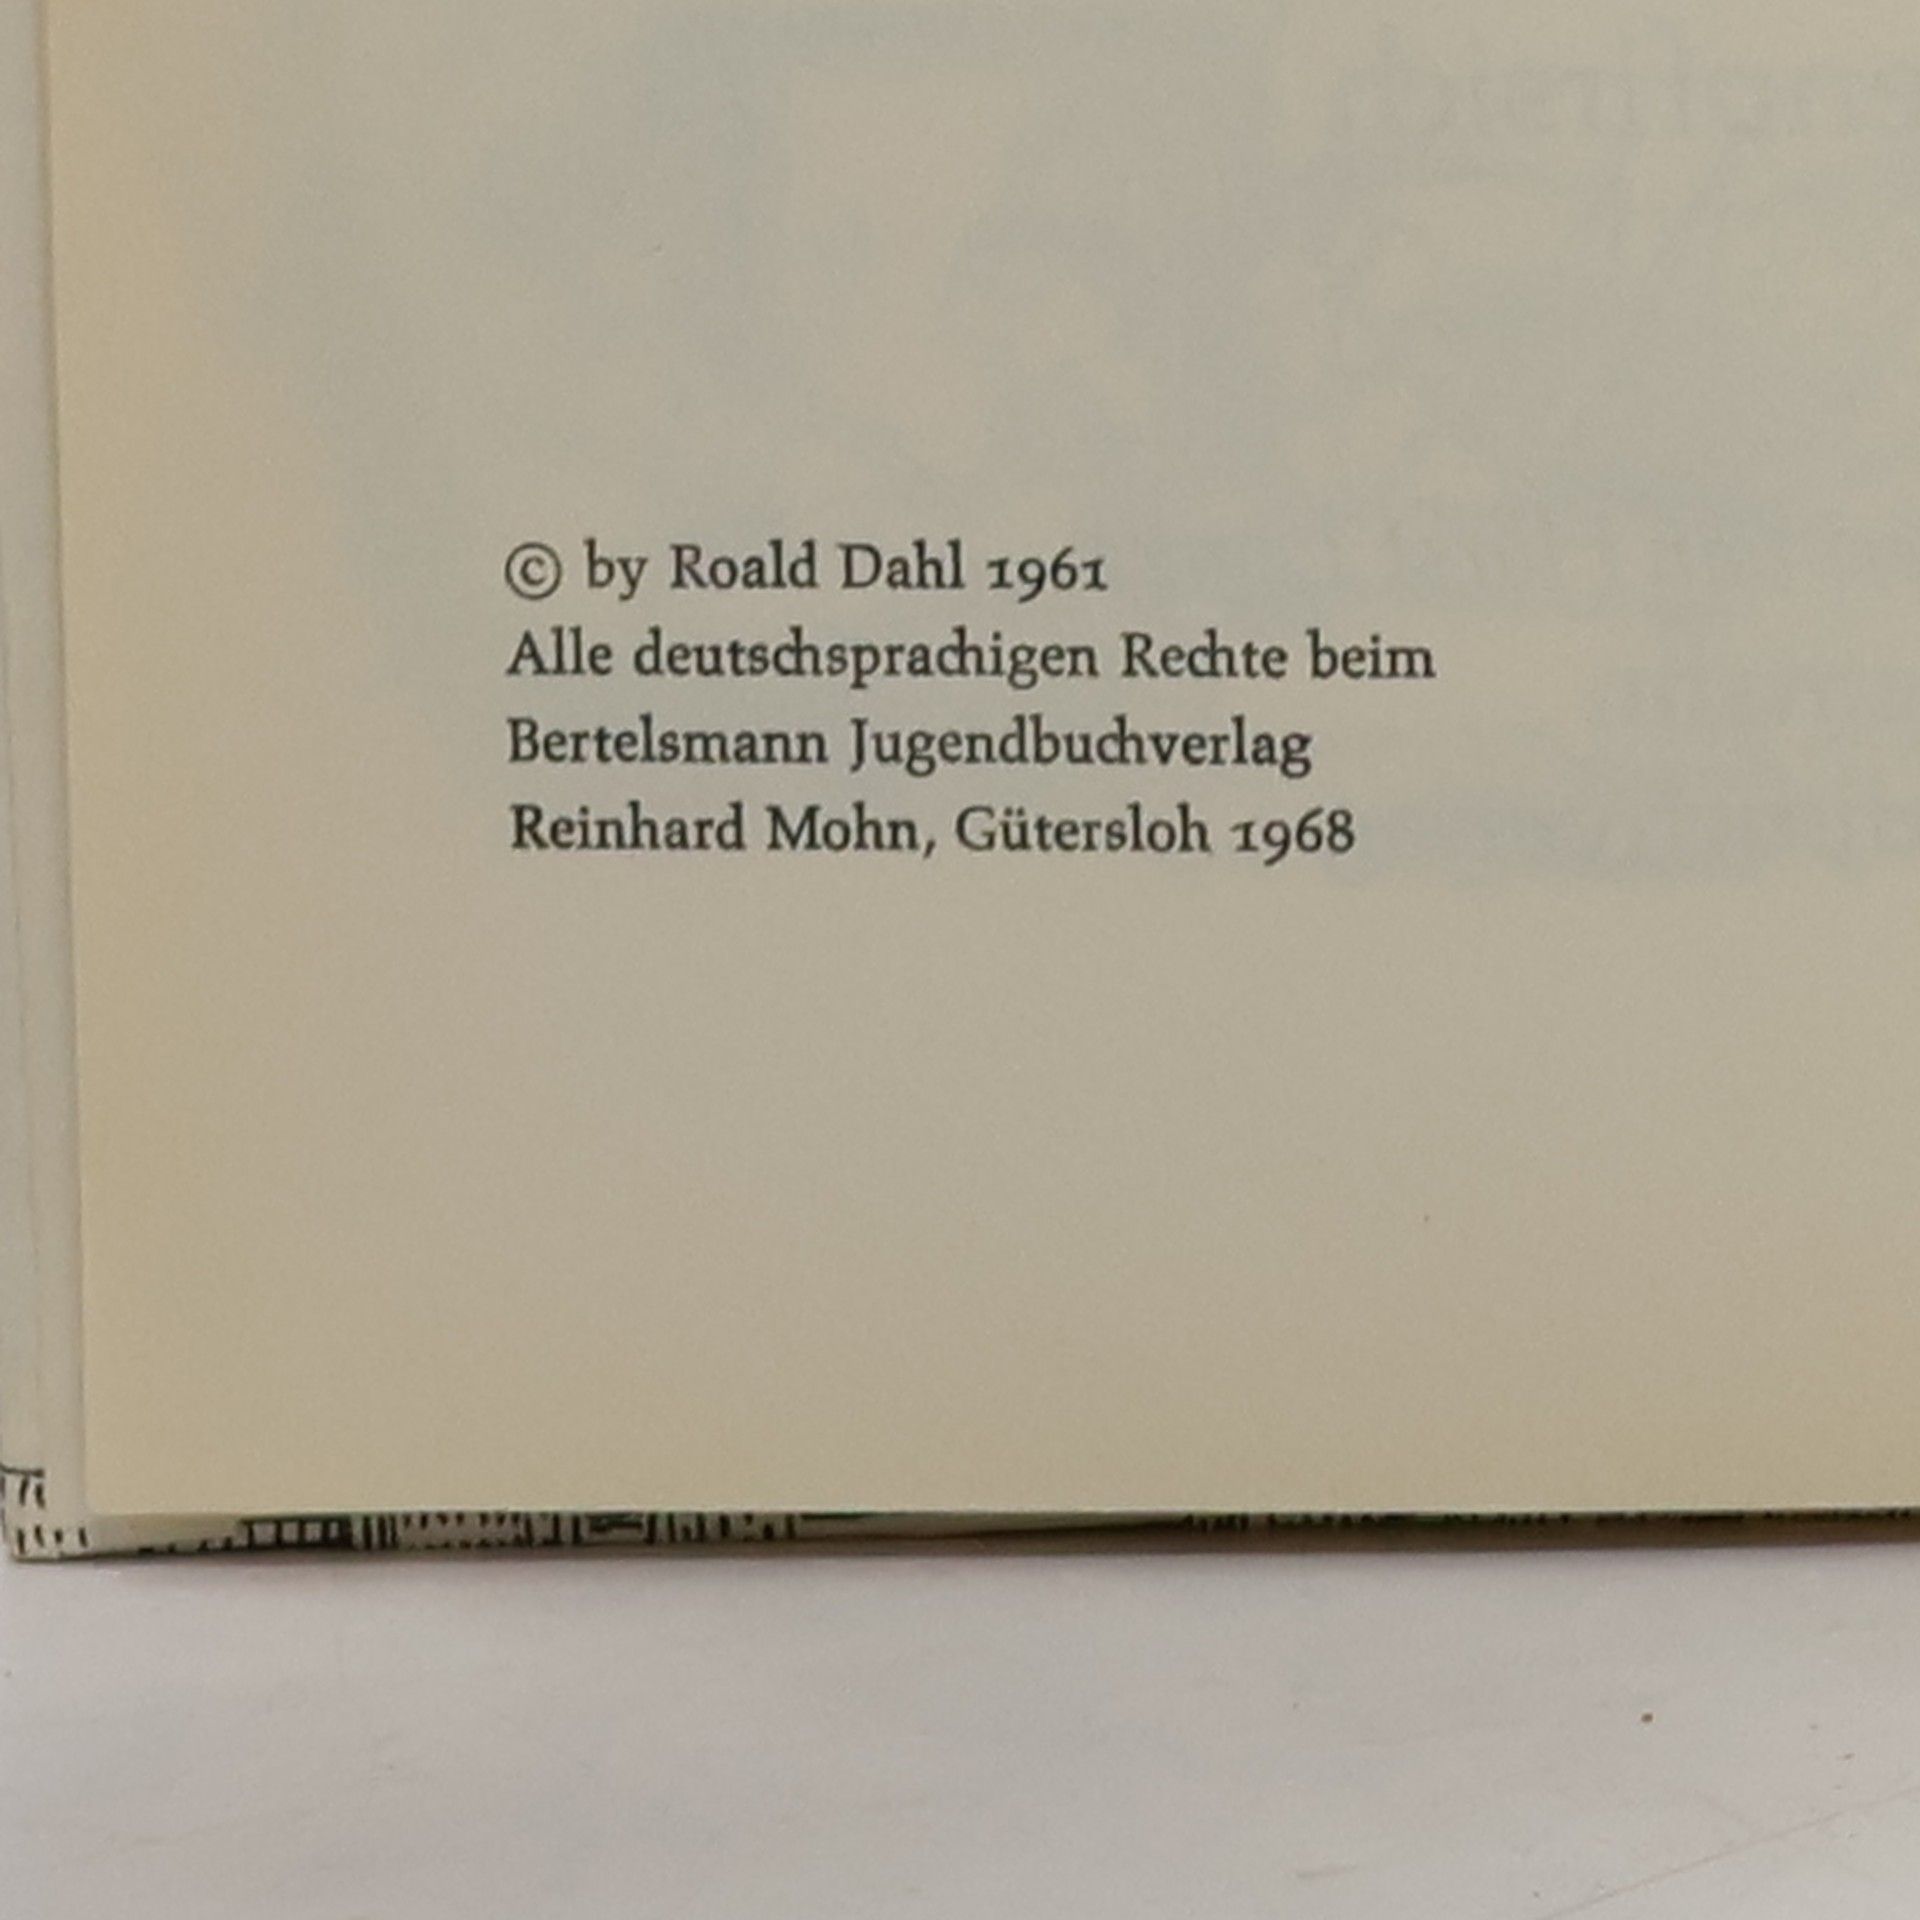 © by Roald Dahl 1961
Alle deutschsprachigen Rechte beim
Bertelsmann Jugendbuchverlag
Reinhard Mohn, Gütersloh 1968